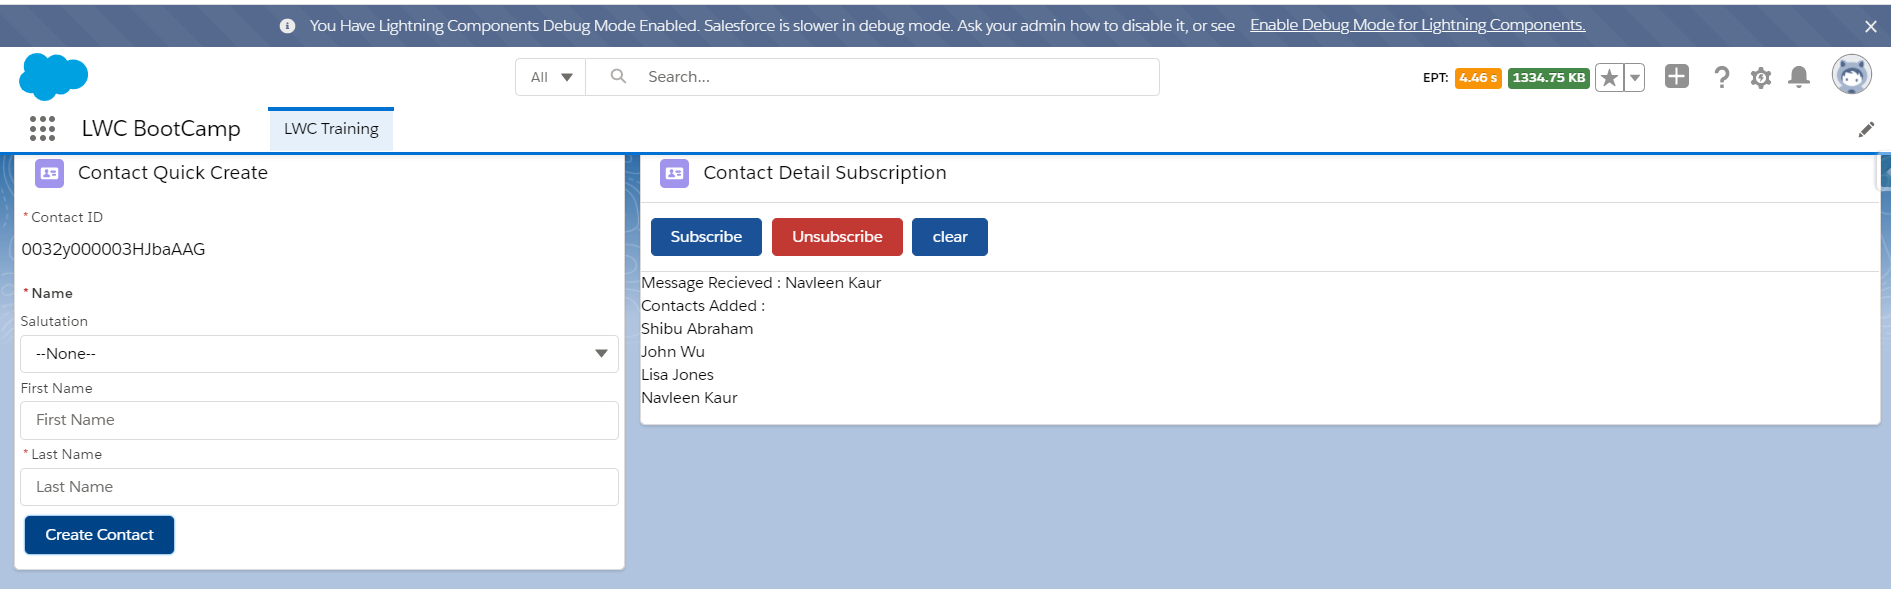 You Have Lightning Components Debug Mode Enabled. Salesforce is slower in debug mode. Ask your admin how to disable it, or see Enable Debug Mode for Lightning Components.
All Search... EPT: 4.46 s 1334.75 KB
LWC BootCamp LWC Training
Contact Quick Create
* Contact ID
0032y000003HJbaAAG
* Name
Salutation
--None--
First Name
First Name
* Last Name
Last Name
Create Contact
Contact Detail Subscription
Subscribe Unsubscribe clear
Message Recieved : Navleen Kaur
Contacts Added :
Shibu Abraham
John Wu
Lisa Jones
Navleen Kaur